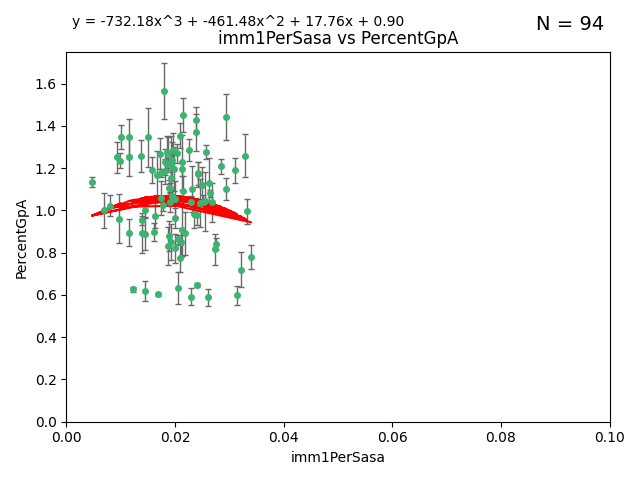 y = -732.18x^3 + -461.48x^2 + 17.76x + 0.90
N = 94
imm1PerSasa vs PercentGpA
PercentGpA
1.6
1.4
1.2
1.0
0.8
0.6
0.4
0.2
0.0
0.00 0.02 0.04 0.06 0.08 0.10
imm1PerSasa